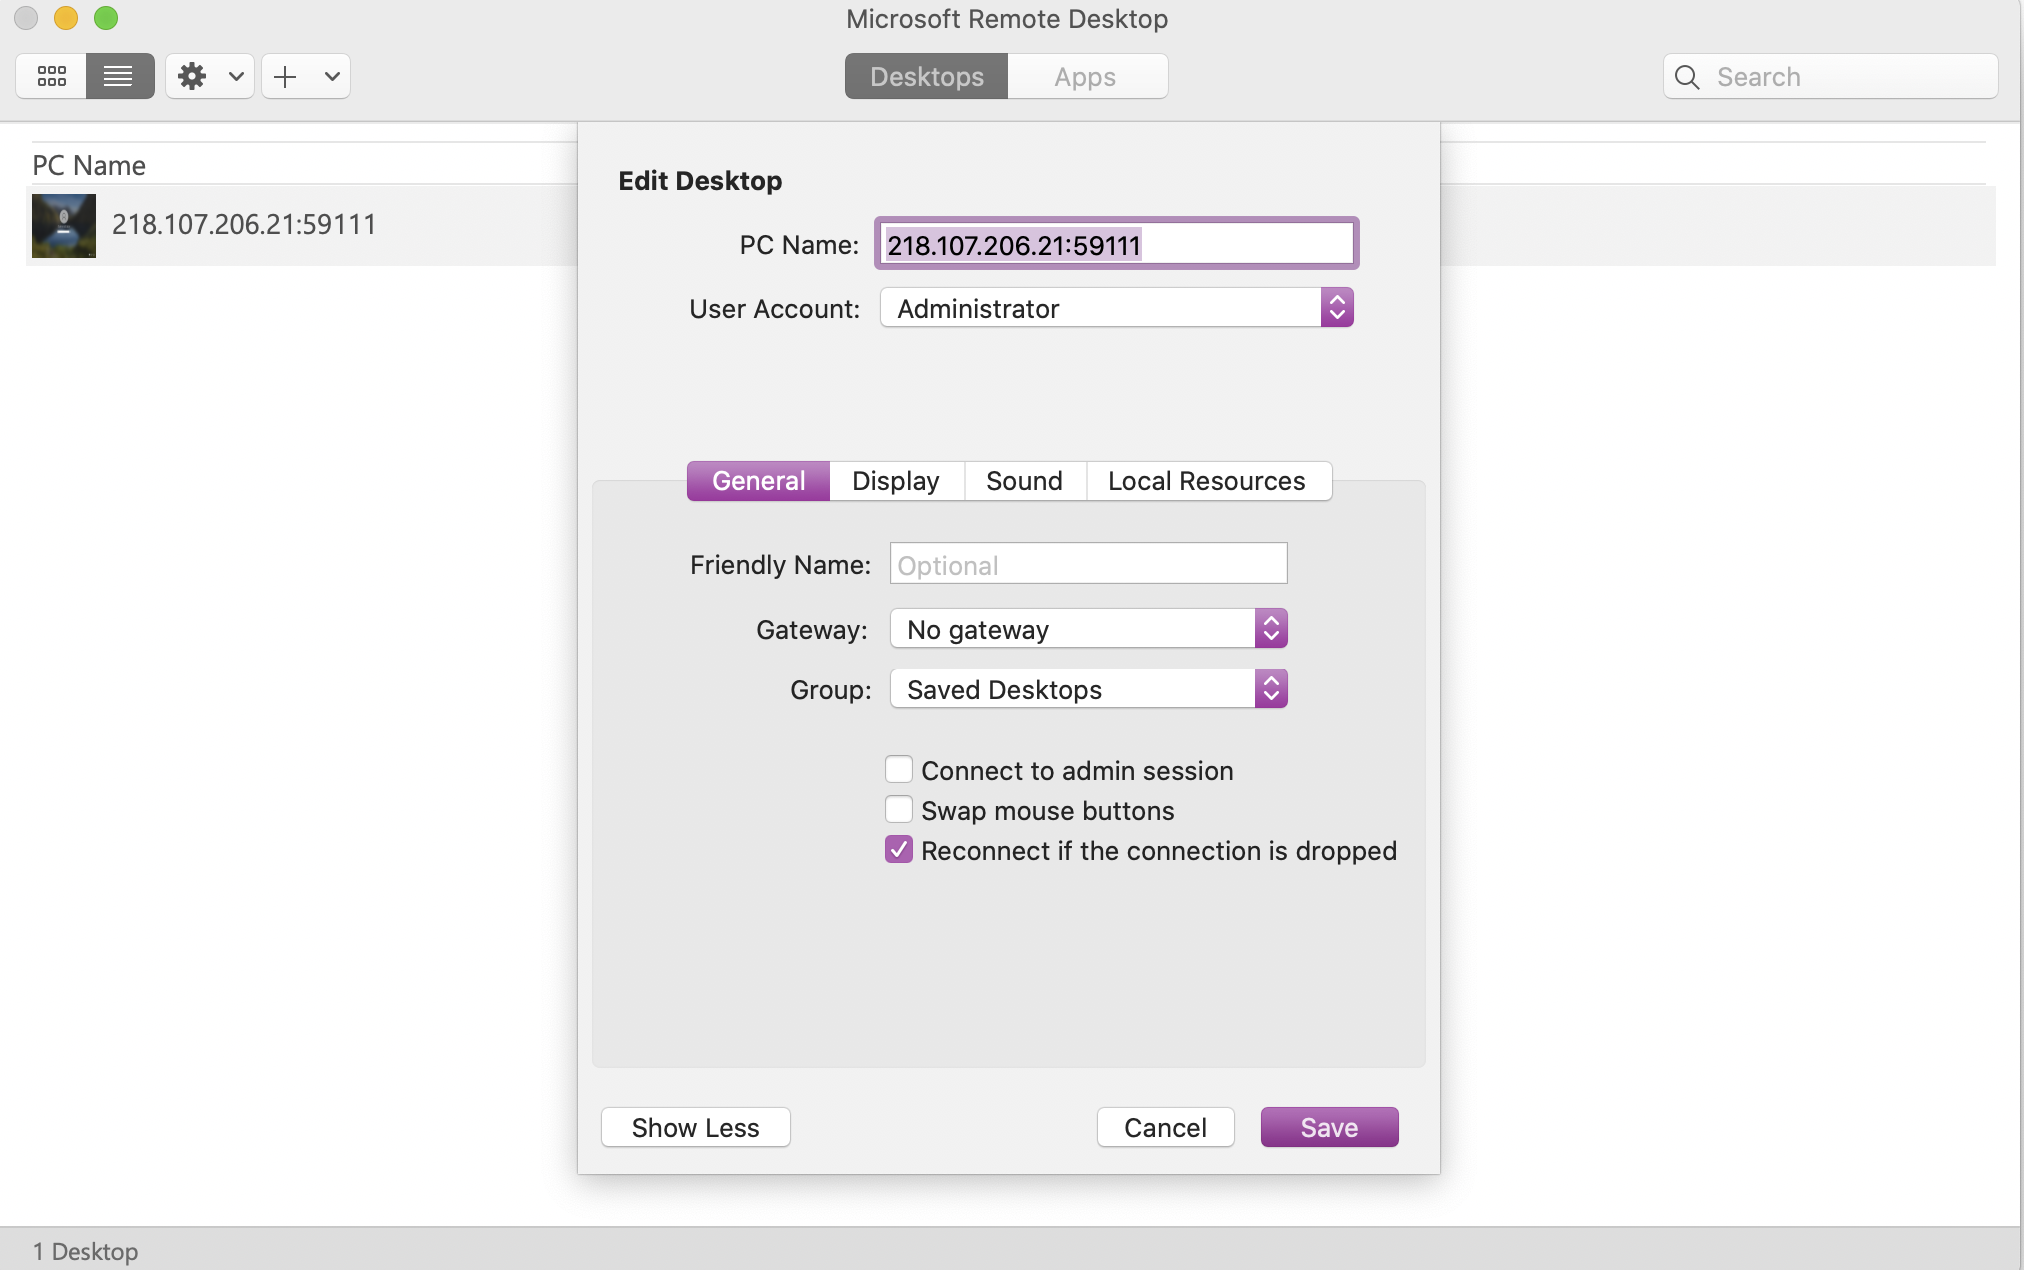 Microsoft Remote Desktop
Desktops Apps
Search
PC Name
218.107.206.21:59111
Edit Desktop
PC Name: 218.107.206.21:59111
User Account: Administrator
General Display Sound Local Resources
Friendly Name: Optional
Gateway: No gateway
Group: Saved Desktops
Connect to admin session
Swap mouse buttons
Reconnect if the connection is dropped
Show Less Cancel Save
1 Desktop